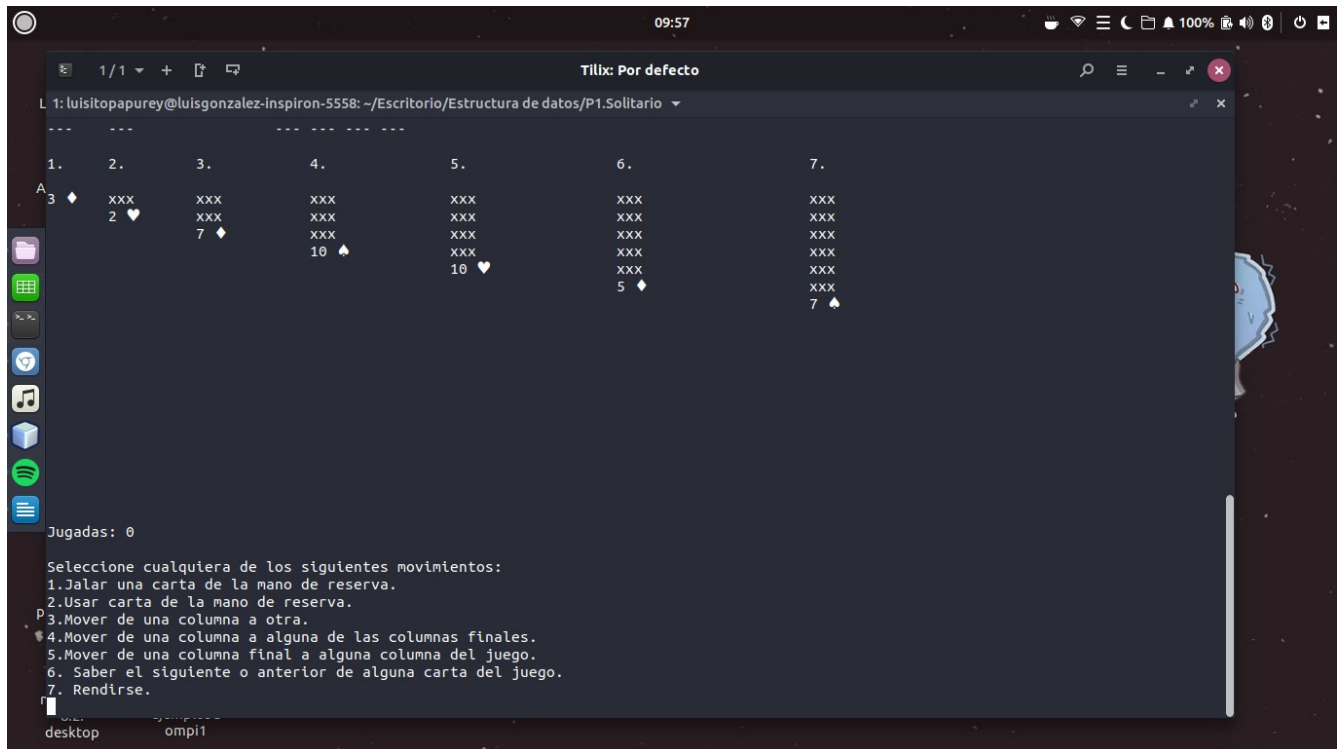 09:57
100%
1/1
Tilix: Por defecto
1: luisitopapurey@luisgonzalez-inspiron-5558: ~/Escritorio/Estructura de datos/P1.Solitario
--- --- --- --- --- ---
1. 2. 3. 4. 5. 6. 7.
3 ♦ xxx xxx xxx xxx xxx xxx
2 ♥ xxx xxx xxx xxx xxx
7 ♦ xxx xxx xxx xxx
10 ♠ xxx xxx xxx
10 ♥ xxx xxx
5 ♦ xxx
7 ♠
Jugadas: 0
Seleccione cualquiera de los siguientes movimientos:
1.Jalar una carta de la mano de reserva.
2.Usar carta de la mano de reserva.
3.Mover de una columna a otra.
4.Mover de una columna a alguna de las columnas finales.
5.Mover de una columna final a alguna columna del juego.
6. Saber el siguiente o anterior de alguna carta del juego.
7. Rendirse.
desktop ompi1